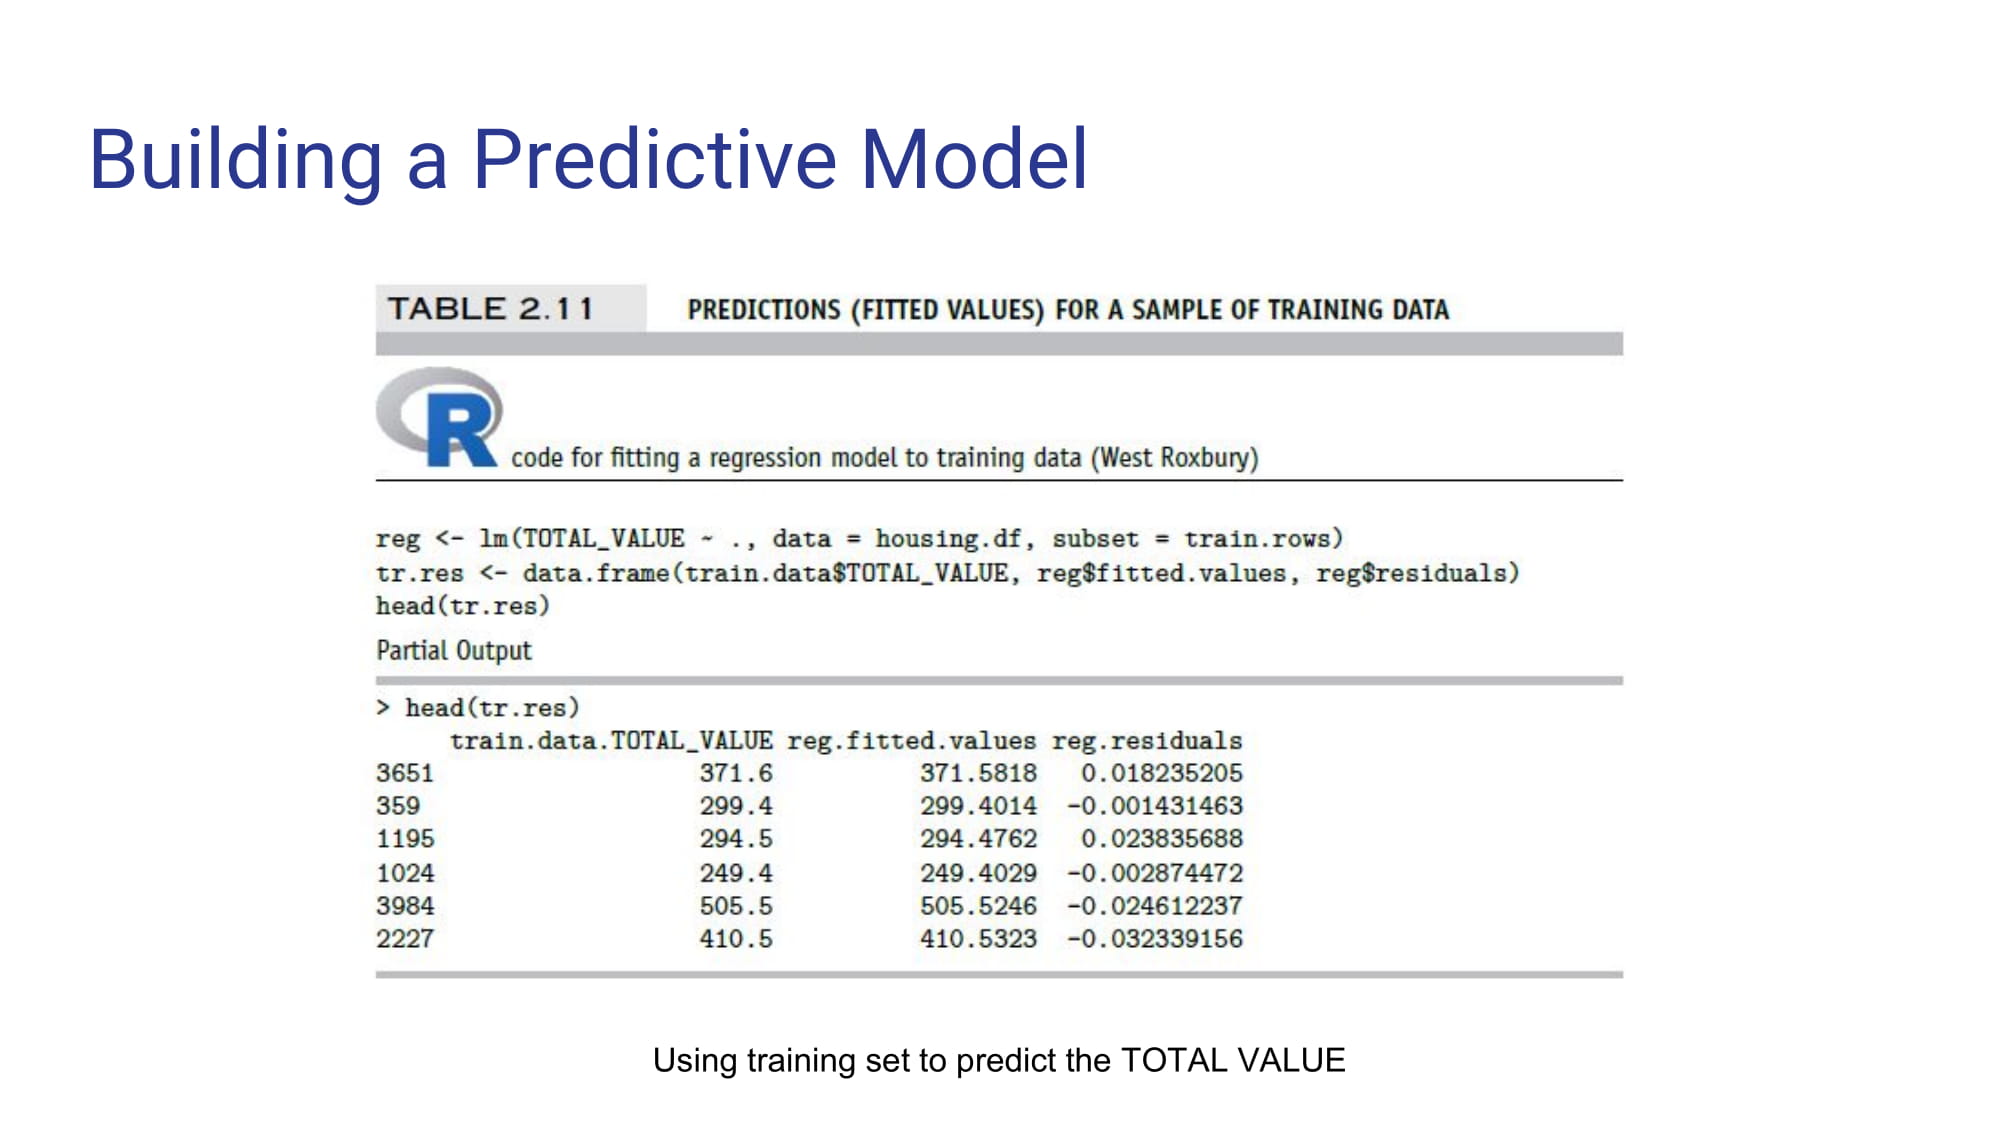 Building a Predictive Model
TABLE 2.11 PREDICTIONS (FITTED VALUES) FOR A SAMPLE OF TRAINING DATA
R code for fitting a regression model to training data (West Roxbury)
reg <- lm(TOTAL_VALUE ~ ., data = housing.df, subset = train.rows)
tr.res <- data.frame(train.data$TOTAL_VALUE, reg$fitted.values, reg$residuals)
head(tr.res)
Partial Output
> head(tr.res)
train.data.TOTAL_VALUE reg.fitted.values reg.residuals
3651 371.6 371.5818 0.018235205
359 299.4 299.4014 -0.001431463
1195 294.5 294.4762 0.023835688
1024 249.4 249.4029 -0.002874472
3984 505.5 505.5246 -0.024612237
2227 410.5 410.5323 -0.032339156
Using training set to predict the TOTAL VALUE